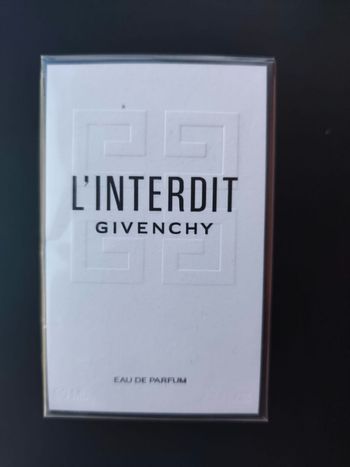 L'INTERDIT
GIVENCHY
EAU DE PARFUM